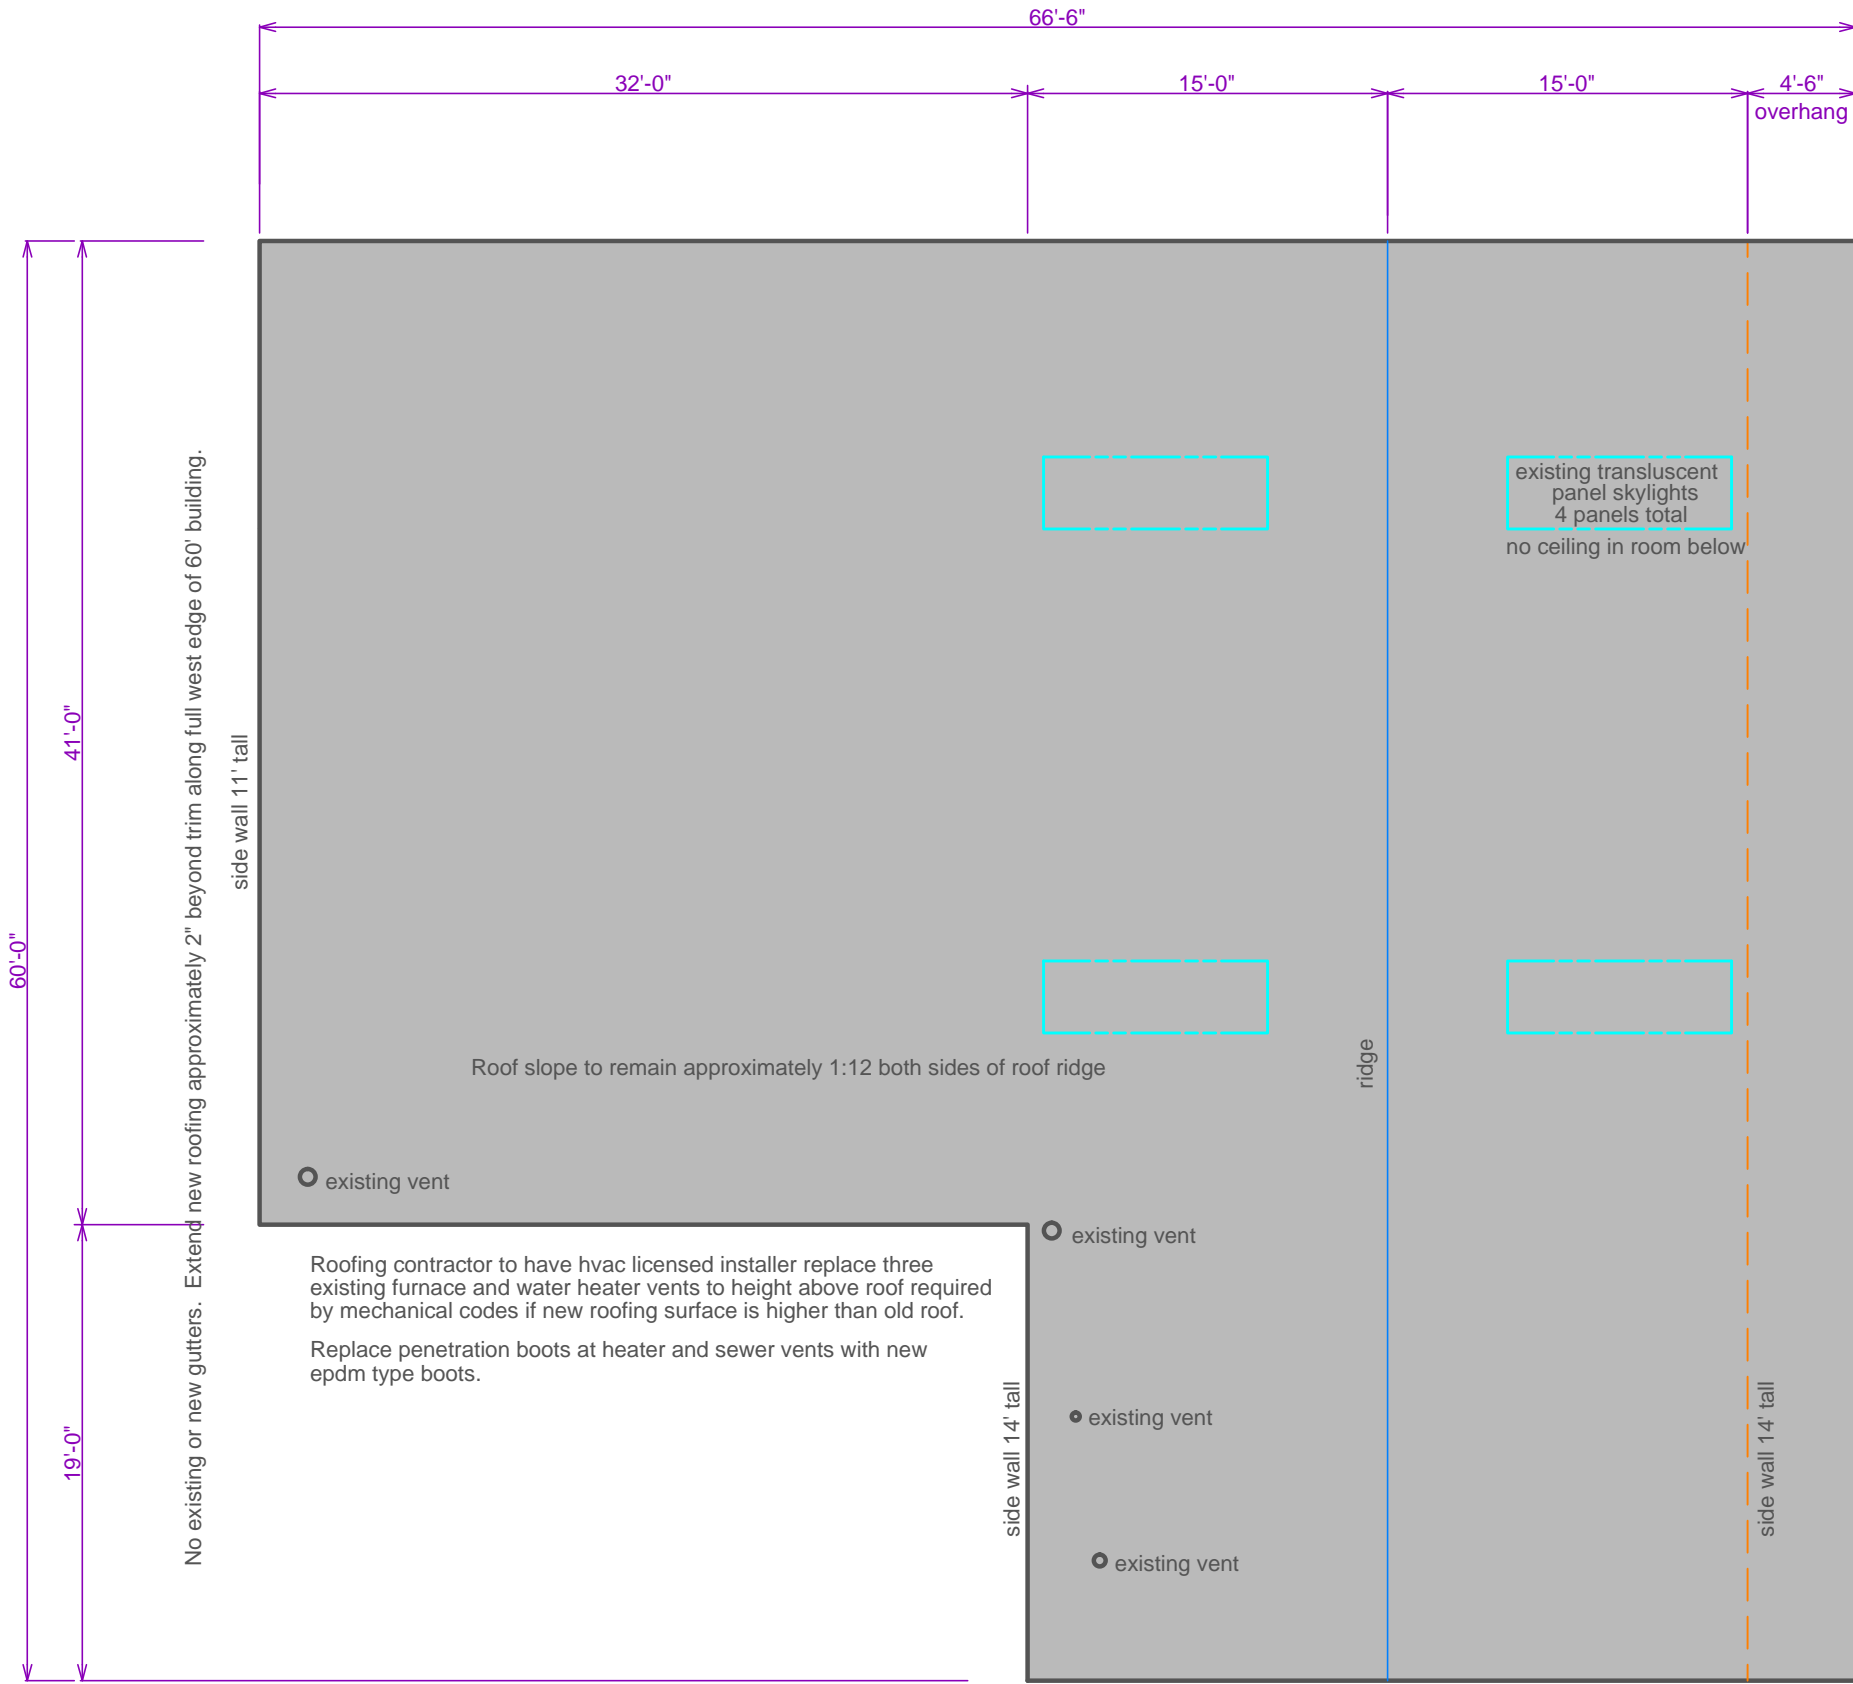 66'-6"
32'-0"
15'-0"
15'-0"
4'-6"
overhang
existing transluscent
panel skylights
4 panels total
no ceiling in room below
41'-0"
60'-0"
19'-0"
No existing or new gutters. Extend new roofing approximately 2" beyond trim along full west edge of 60' building.
side wall 11' tall
Roof slope to remain approximately 1:12 both sides of roof ridge
ridge
existing vent
existing vent
Roofing contractor to have hvac licensed installer replace three
existing furnace and water heater vents to height above roof required
by mechanical codes if new roofing surface is higher than old roof.
Replace penetration boots at heater and sewer vents with new
epdm type boots.
side wall 14' tall
existing vent
existing vent
side wall 14' tall